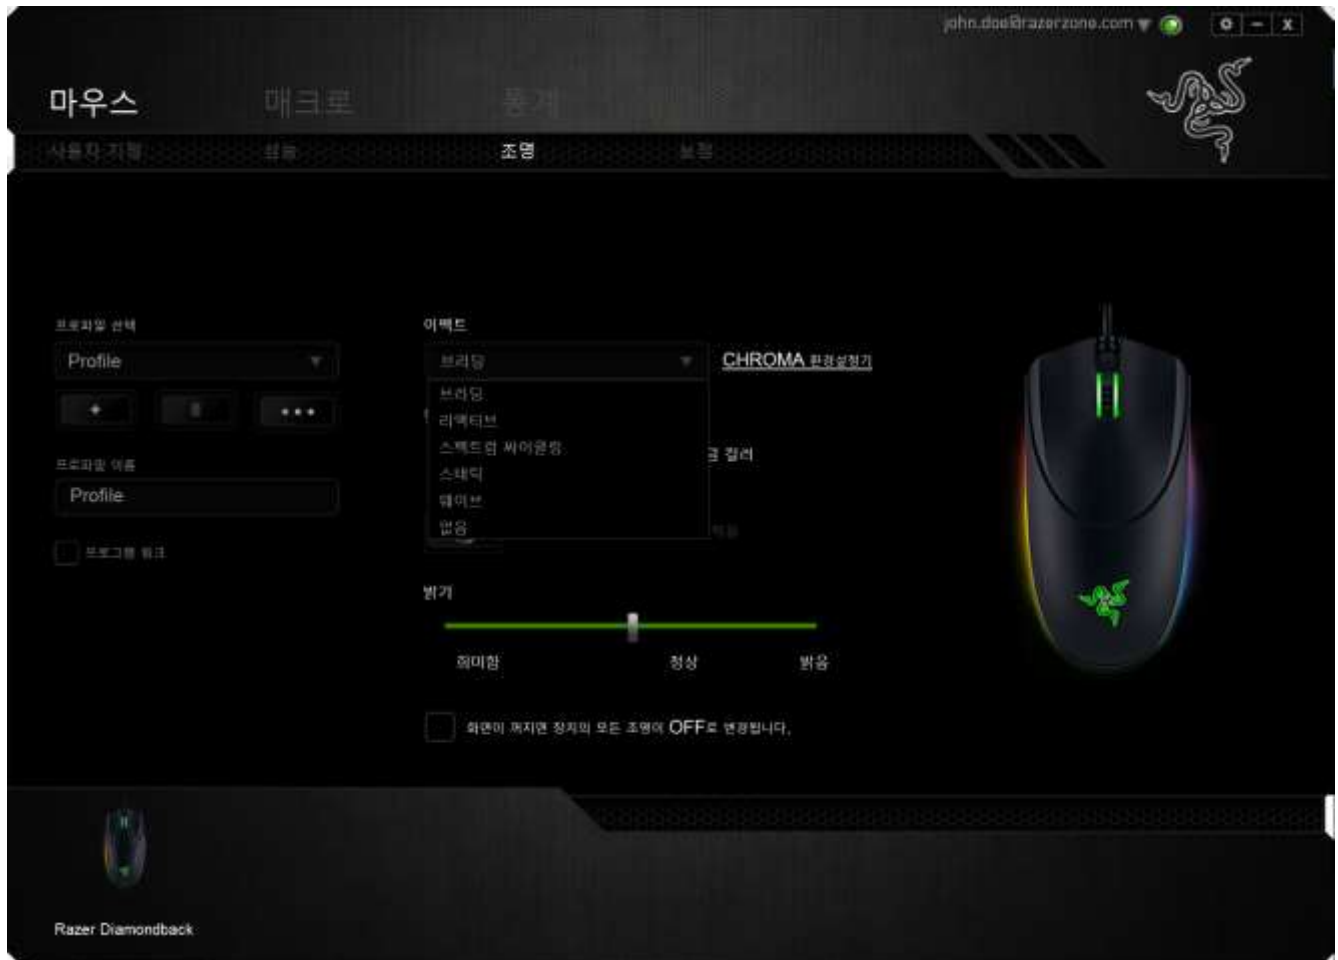 john.doe@razerzone.com
마우스 매크로 통계
사용자 지정 성능 조명 보정
프로파일 선택
Profile
프로파일 이름
Profile
프로그램 링크
이펙트
브리딩
CHROMA 환경설정기
브리딩
리액티브
스펙트럼 싸이클링
스태틱
웨이브
없음
컬러
밝기
희미함 정상 밝음
화면이 꺼지면 장치의 모든 조명이 OFF로 변경됩니다.
Razer Diamondback